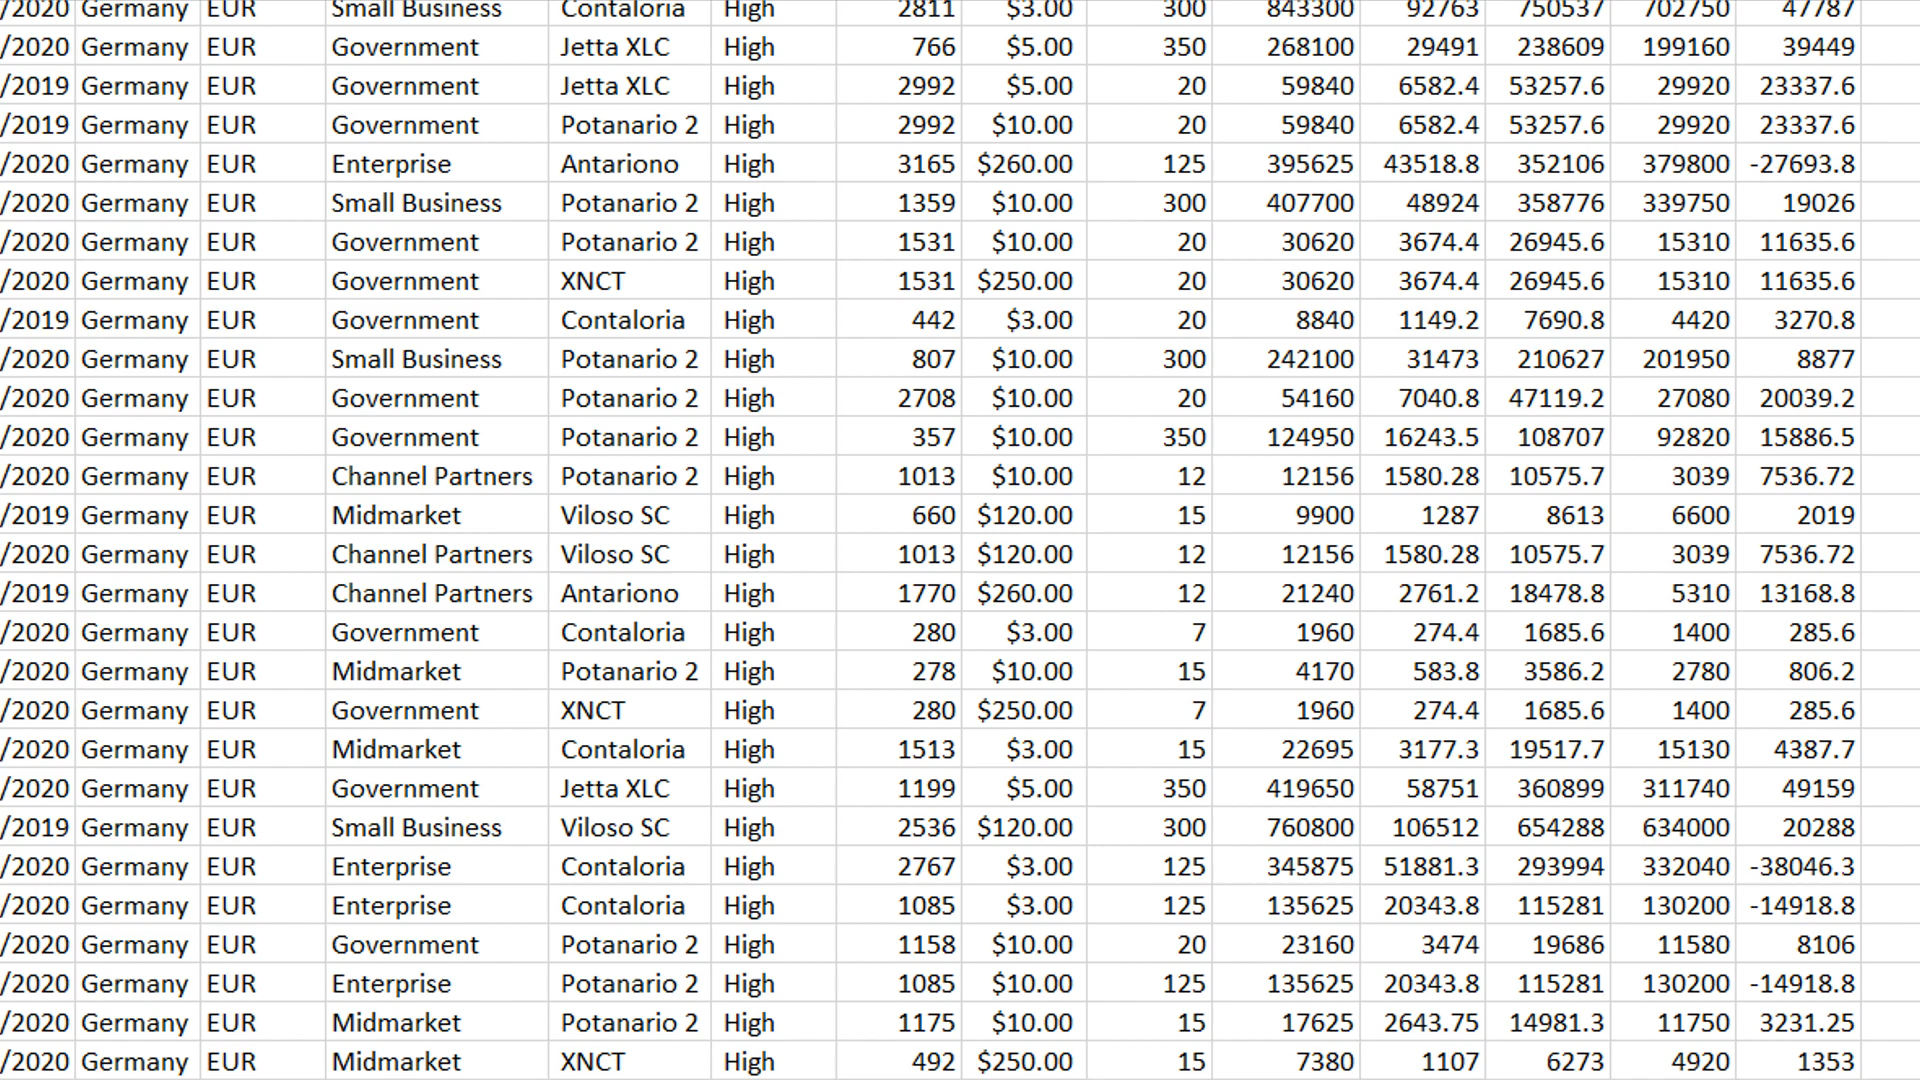 /2020 Germany EUR Small Business Contaloria High 2811 $3.00 300 843300 92763 750537 702750 47787
/2020 Germany EUR Government Jetta XLC High 766 $5.00 350 268100 29491 238609 199160 39449
/2019 Germany EUR Government Jetta XLC High 2992 $5.00 20 59840 6582.4 53257.6 29920 23337.6
/2019 Germany EUR Government Potanario 2 High 2992 $10.00 20 59840 6582.4 53257.6 29920 23337.6
/2020 Germany EUR Enterprise Antariono High 3165 $260.00 125 395625 43518.8 352106 379800 -27693.8
/2020 Germany EUR Small Business Potanario 2 High 1359 $10.00 300 407700 48924 358776 339750 19026
/2020 Germany EUR Government Potanario 2 High 1531 $10.00 20 30620 3674.4 26945.6 15310 11635.6
/2020 Germany EUR Government XNCT High 1531 $250.00 20 30620 3674.4 26945.6 15310 11635.6
/2019 Germany EUR Government Contaloria High 442 $3.00 20 8840 1149.2 7690.8 4420 3270.8
/2020 Germany EUR Small Business Potanario 2 High 807 $10.00 300 242100 31473 210627 201950 8877
/2020 Germany EUR Government Potanario 2 High 2708 $10.00 20 54160 7040.8 47119.2 27080 20039.2
/2020 Germany EUR Government Potanario 2 High 357 $10.00 350 124950 16243.5 108707 92820 15886.5
/2020 Germany EUR Channel Partners Potanario 2 High 1013 $10.00 12 12156 1580.28 10575.7 3039 7536.72
/2019 Germany EUR Midmarket Viloso SC High 660 $120.00 15 9900 1287 8613 6600 2019
/2020 Germany EUR Channel Partners Viloso SC High 1013 $120.00 12 12156 1580.28 10575.7 3039 7536.72
/2019 Germany EUR Channel Partners Antariono High 1770 $260.00 12 21240 2761.2 18478.8 5310 13168.8
/2020 Germany EUR Government Contaloria High 280 $3.00 7 1960 274.4 1685.6 1400 285.6
/2020 Germany EUR Midmarket Potanario 2 High 278 $10.00 15 4170 583.8 3586.2 2780 806.2
/2020 Germany EUR Government XNCT High 280 $250.00 7 1960 274.4 1685.6 1400 285.6
/2020 Germany EUR Midmarket Contaloria High 1513 $3.00 15 22695 3177.3 19517.7 15130 4387.7
/2020 Germany EUR Government Jetta XLC High 1199 $5.00 350 419650 58751 360899 311740 49159
/2019 Germany EUR Small Business Viloso SC High 2536 $120.00 300 760800 106512 654288 634000 20288
/2020 Germany EUR Enterprise Contaloria High 2767 $3.00 125 345875 51881.3 293994 332040 -38046.3
/2020 Germany EUR Enterprise Contaloria High 1085 $3.00 125 135625 20343.8 115281 130200 -14918.8
/2020 Germany EUR Government Potanario 2 High 1158 $10.00 20 23160 3474 19686 11580 8106
/2020 Germany EUR Enterprise Potanario 2 High 1085 $10.00 125 135625 20343.8 115281 130200 -14918.8
/2020 Germany EUR Midmarket Potanario 2 High 1175 $10.00 15 17625 2643.75 14981.3 11750 3231.25
/2020 Germany EUR Midmarket XNCT High 492 $250.00 15 7380 1107 6273 4920 1353